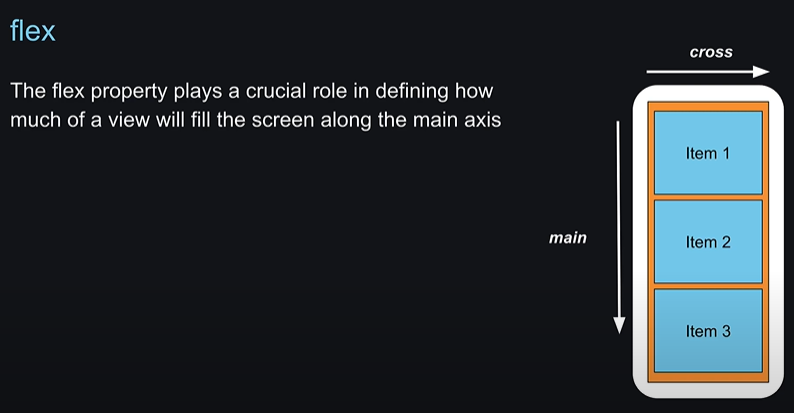 flex
The flex property plays a crucial role in defining how
much of a view will fill the screen along the main axis
cross
main
Item 1
Item 2
Item 3